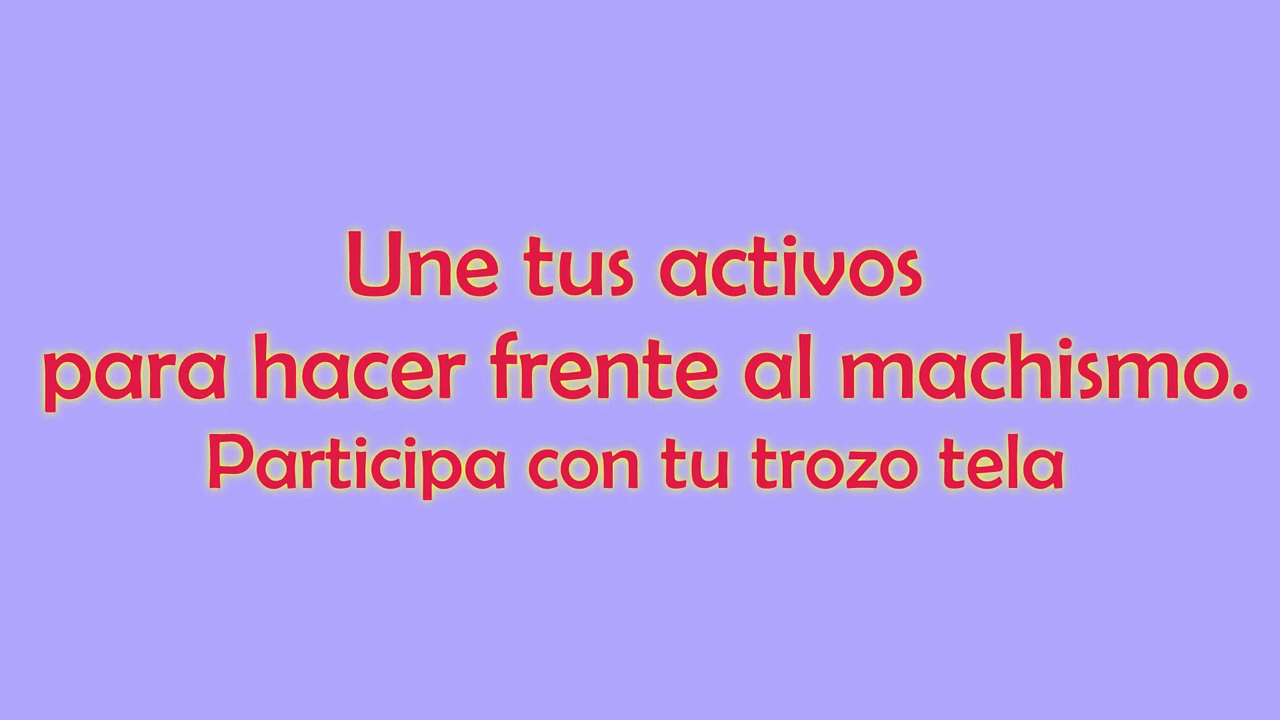 Une tus activos
para hacer frente al machismo.
Participa con tu trozo tela